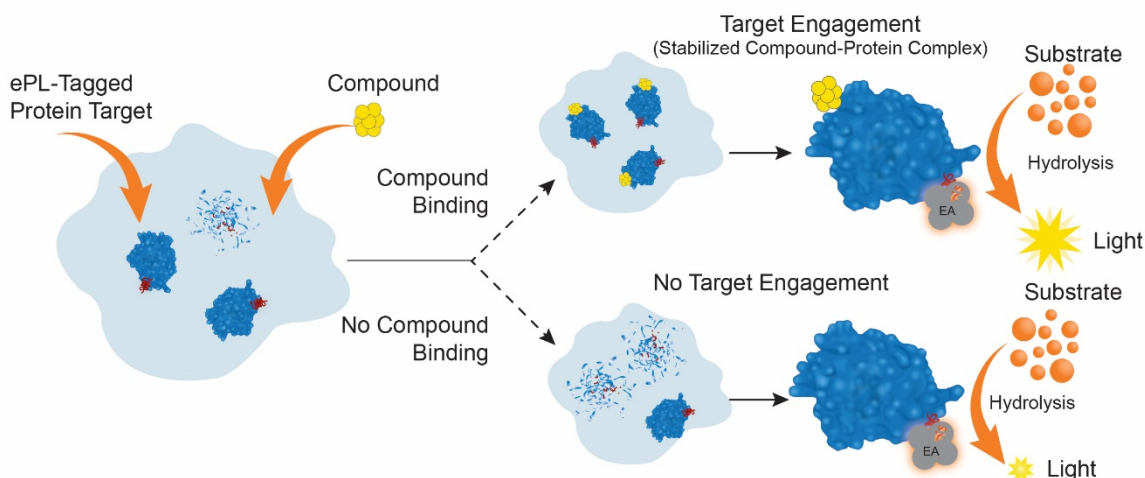 ePL-Tagged
Protein Target
Compound
Compound
Binding
No Compound
Binding
Target Engagement
(Stabilized Compound-Protein Complex)
Substrate
Hydrolysis
EA
Light
No Target Engagement
Substrate
Hydrolysis
EA
Light